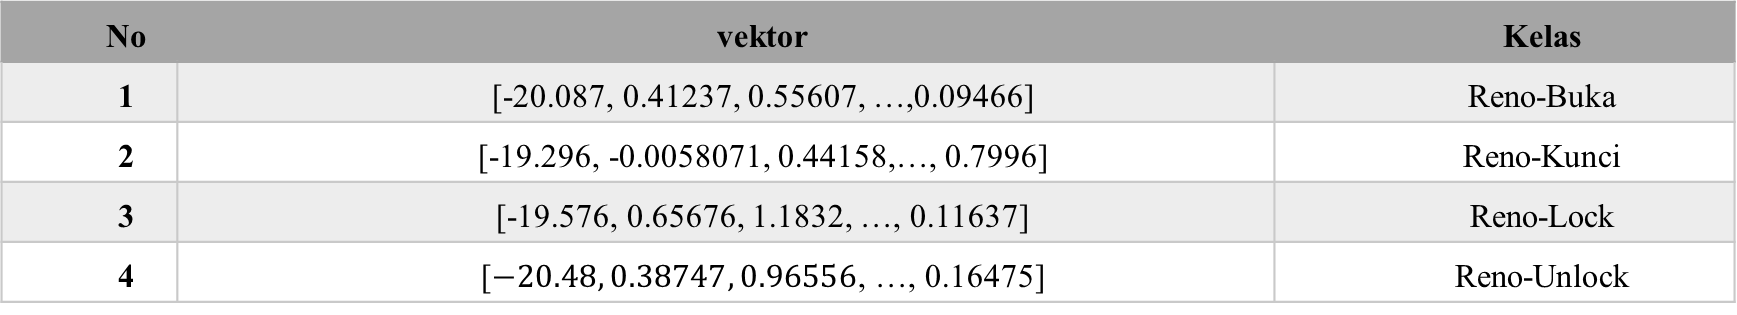 No vektor Kelas
1 [-20.087, 0.41237, 0.55607, …,0.09466] Reno-Buka
2 [-19.296, -0.0058071, 0.44158,…, 0.7996] Reno-Kunci
3 [-19.576, 0.65676, 1.1832, …, 0.11637] Reno-Lock
4 [−20.48, 0.38747, 0.96556, …, 0.16475] Reno-Unlock